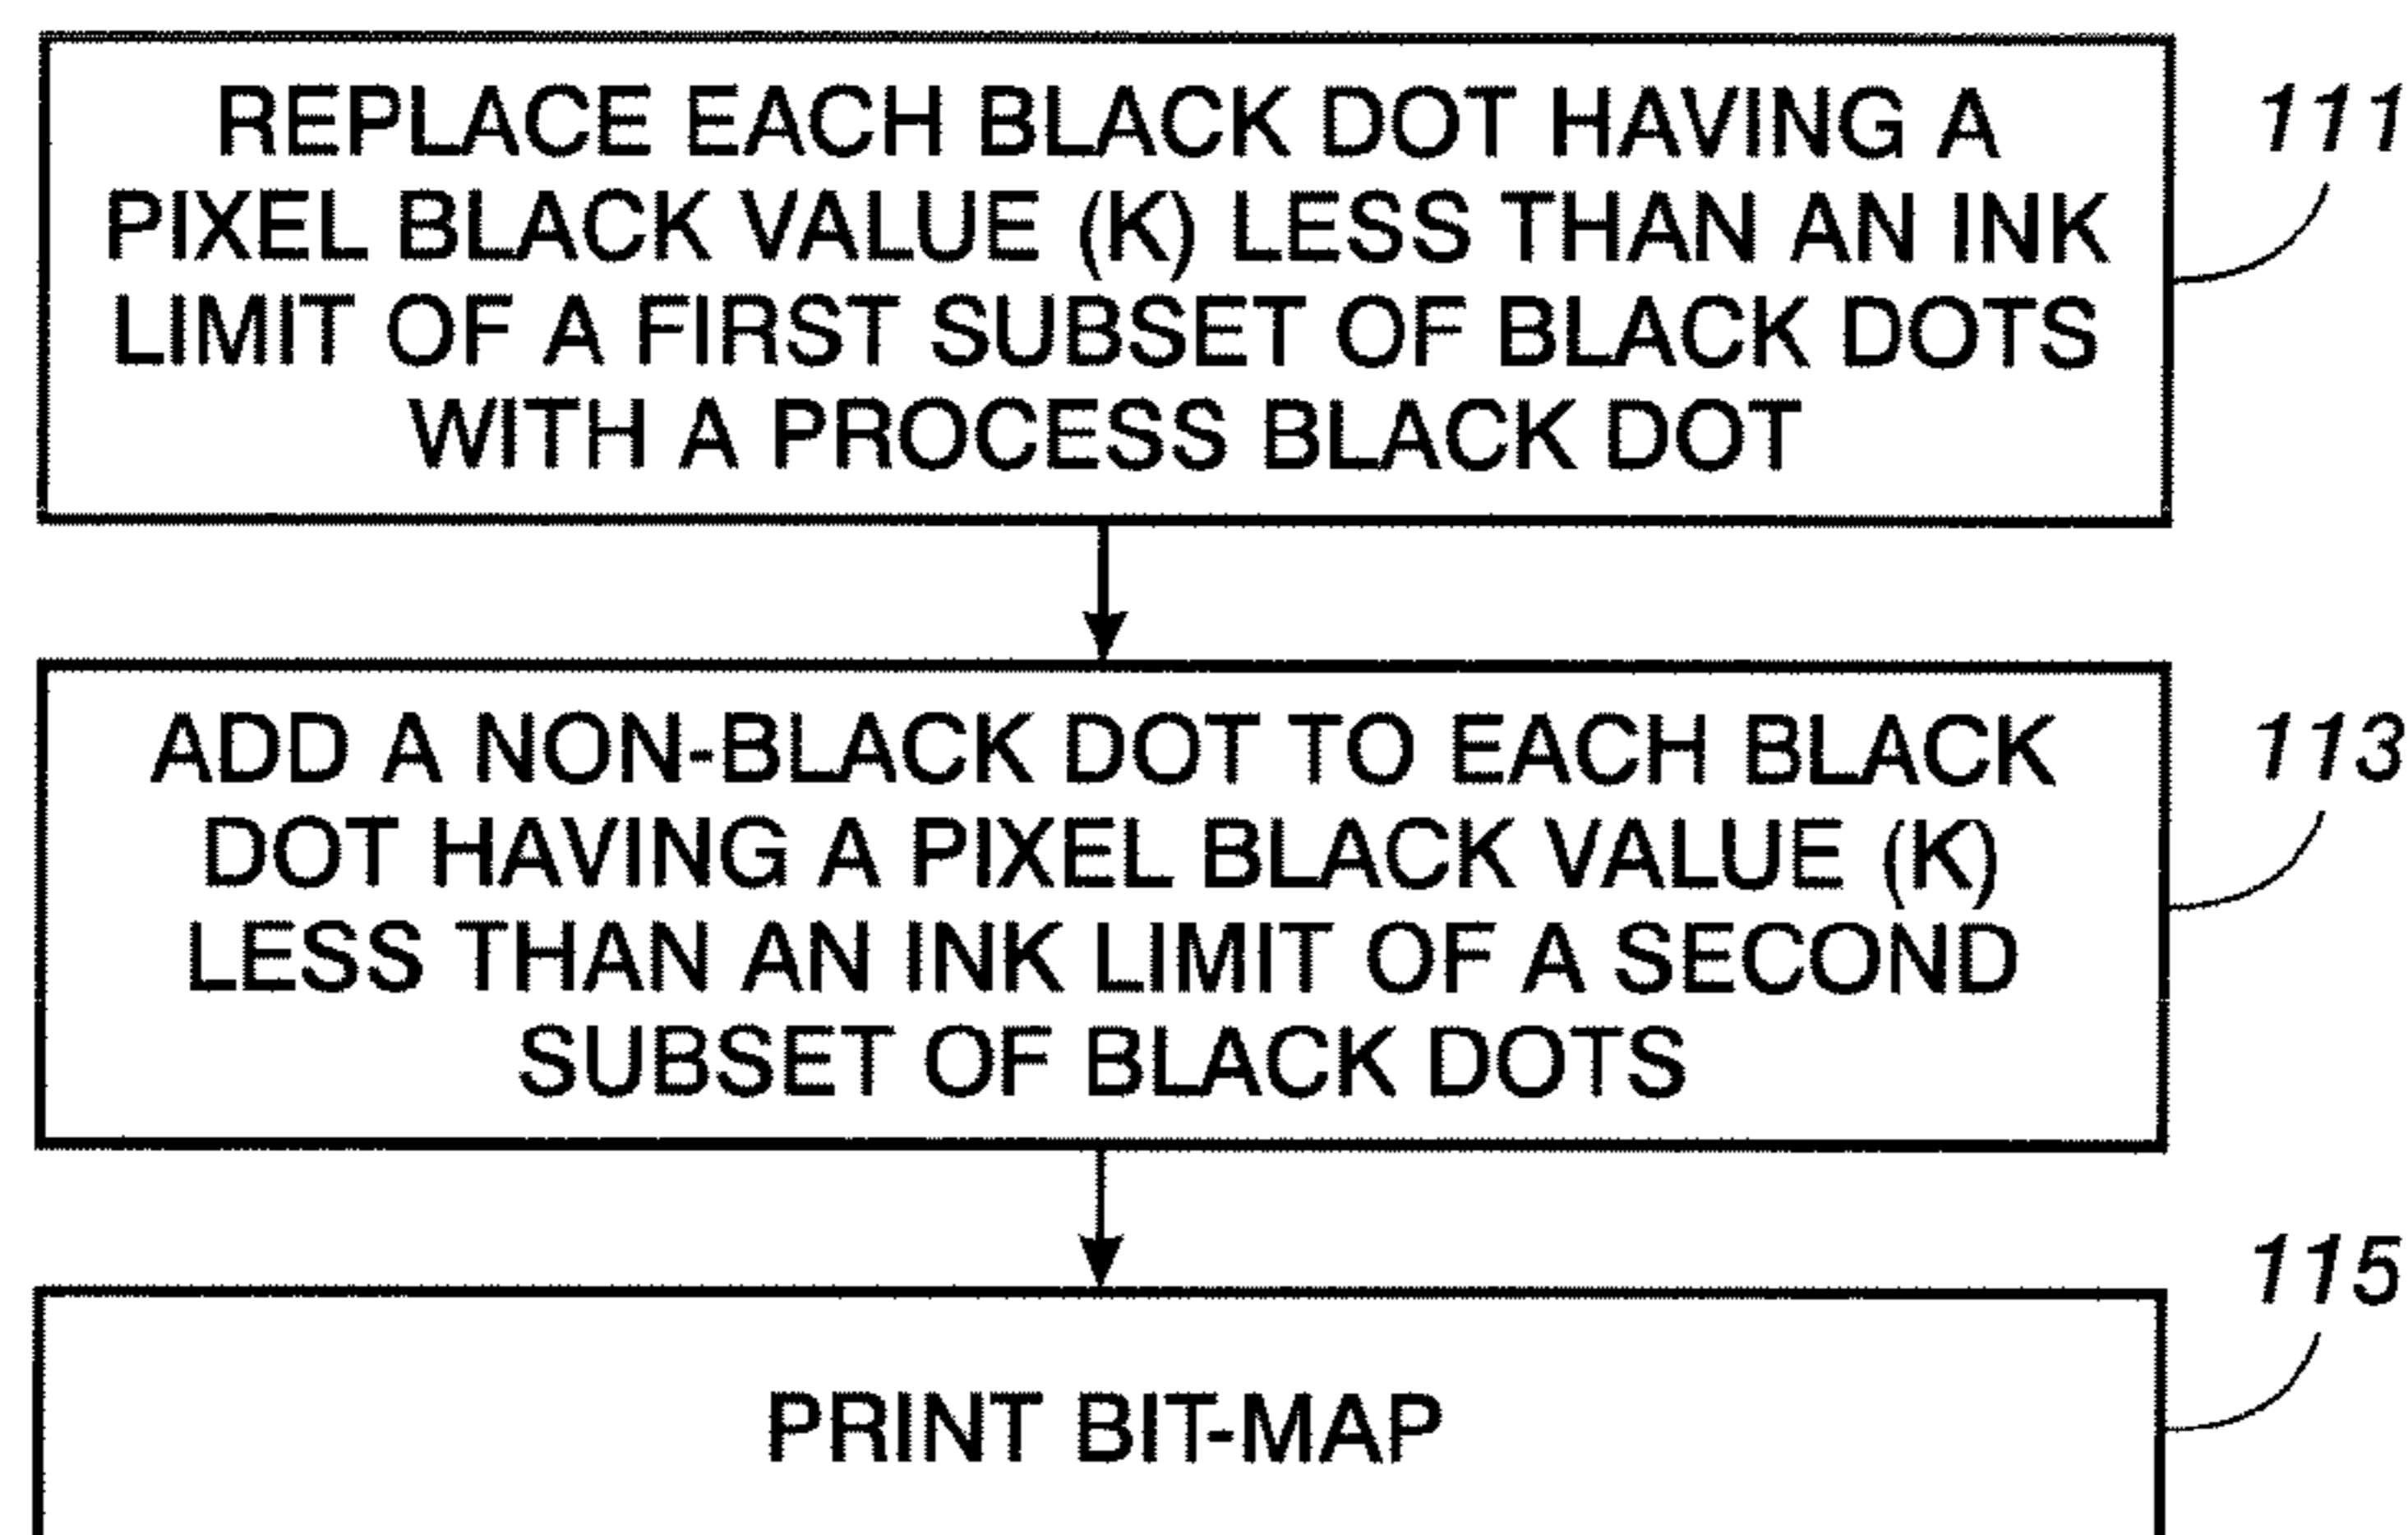 REPLACE EACH BLACK DOT HAVING A
PIXEL BLACK VALUE (K) LESS THAN AN INK
LIMIT OF A FIRST SUBSET OF BLACK DOTS
WITH A PROCESS BLACK DOT
111
ADD A NON-BLACK DOT TO EACH BLACK
DOT HAVING A PIXEL BLACK VALUE (K)
LESS THAN AN INK LIMIT OF A SECOND
SUBSET OF BLACK DOTS
113
PRINT BIT-MAP
115